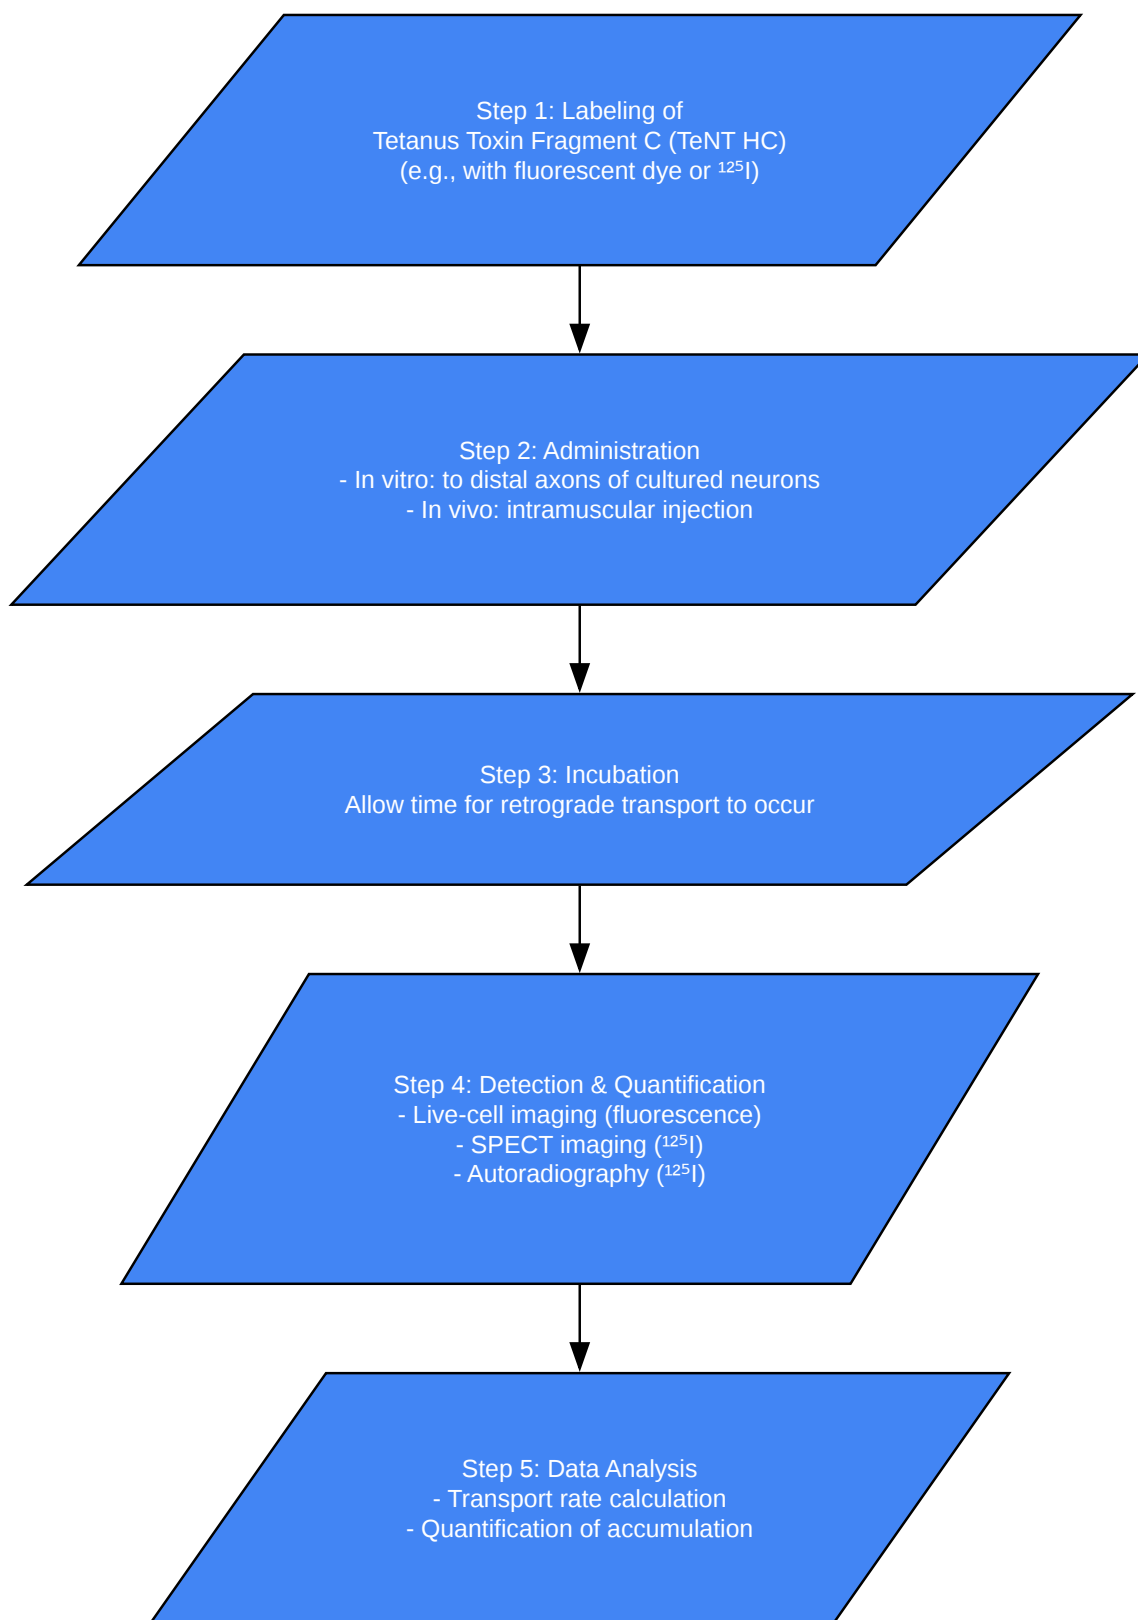 Step 1: Labeling of
Tetanus Toxin Fragment C (TeNT HC)
(e.g., with fluorescent dye or ¹²⁵I)
Step 2: Administration
- In vitro: to distal axons of cultured neurons
- In vivo: intramuscular injection
Step 3: Incubation
Allow time for retrograde transport to occur
Step 4: Detection & Quantification
- Live-cell imaging (fluorescence)
- SPECT imaging (¹²⁵I)
- Autoradiography (¹²⁵I)
Step 5: Data Analysis
- Transport rate calculation
- Quantification of accumulation